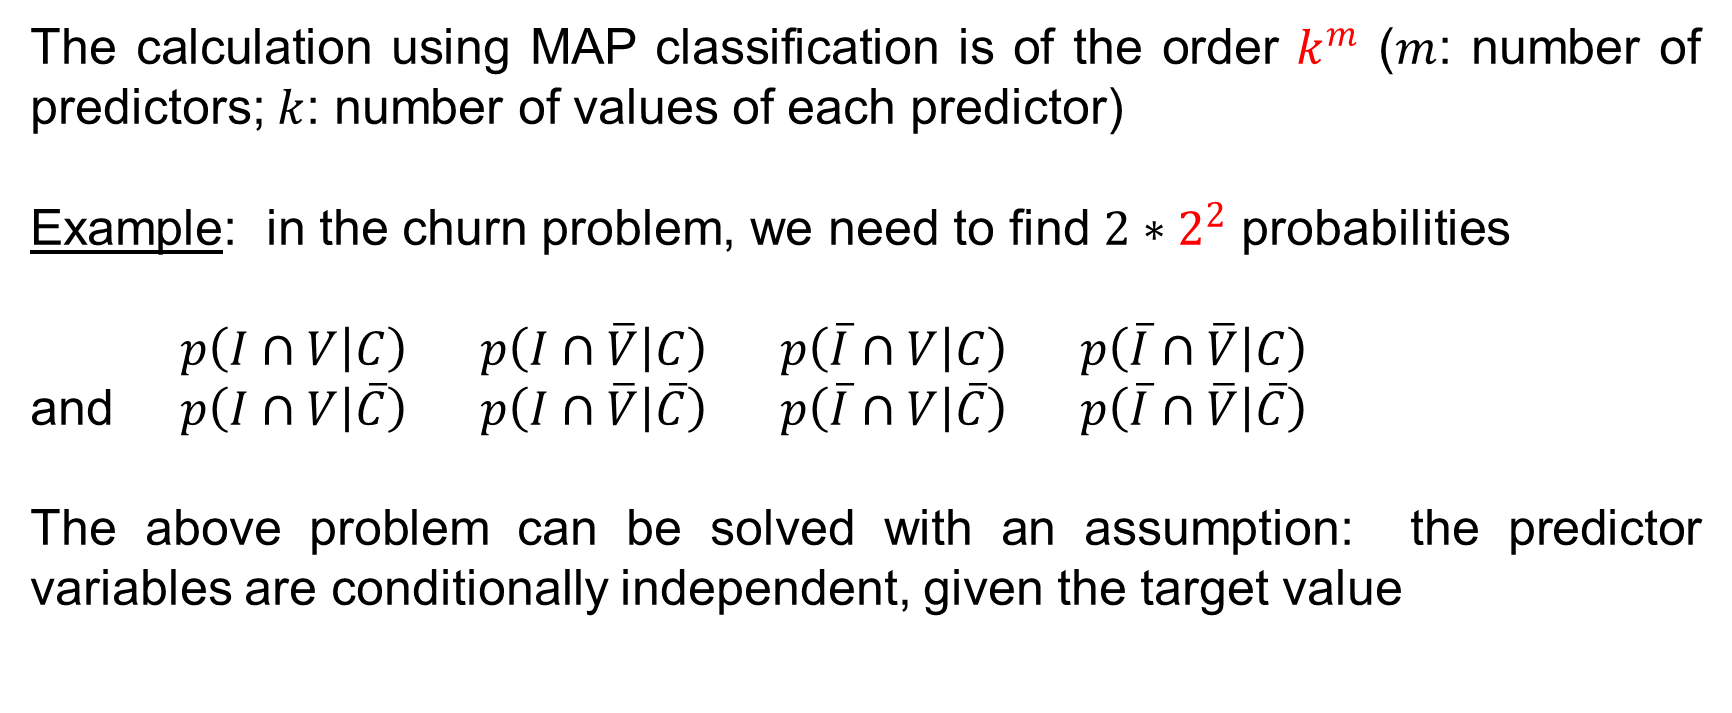 The calculation using MAP classification is of the order kᵐ (m: number of
predictors; k: number of values of each predictor)
Example: in the churn problem, we need to find 2 ∗ 2² probabilities
p(I ∩ V|C) p(I ∩ V̅|C) p(I̅ ∩ V|C) p(I̅ ∩ V̅|C)
and p(I ∩ V|C̅) p(I ∩ V̅|C̅) p(I̅ ∩ V|C̅) p(I̅ ∩ V̅|C̅)
The above problem can be solved with an assumption: the predictor
variables are conditionally independent, given the target value